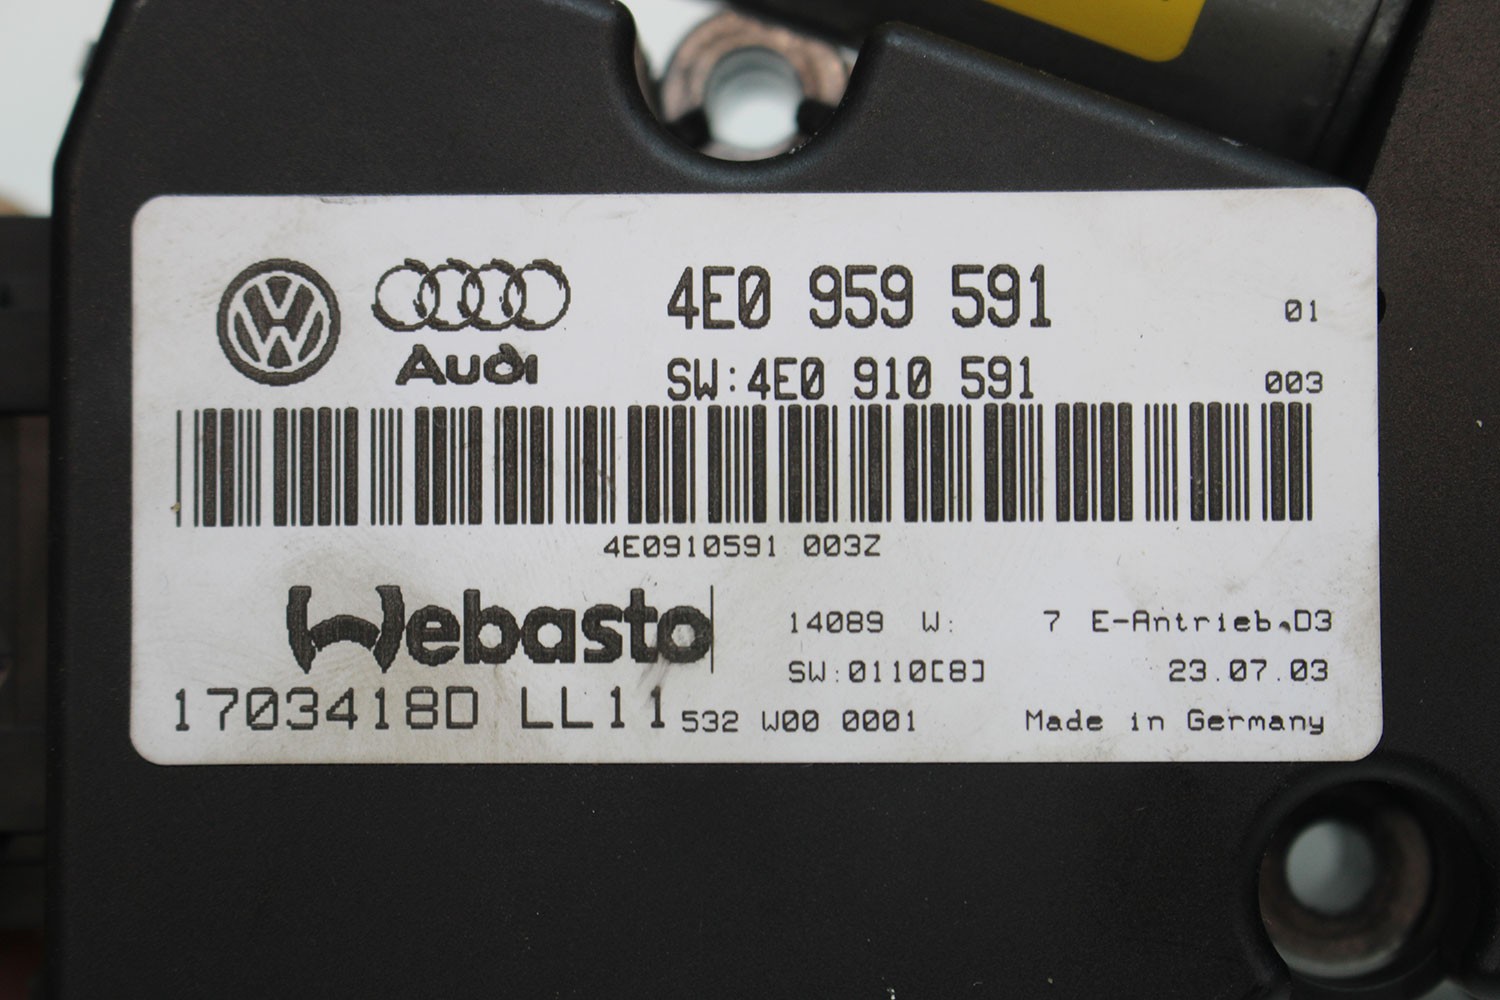 4E0 959 591 01
Audi SW:4E0 910 591 003
4E0910591 003Z
Webasto 14089 W: 7 E-Antrieb.D3
SW:0110[8] 23.07.03
1703418D LL11 532 W00 0001 Made in Germany